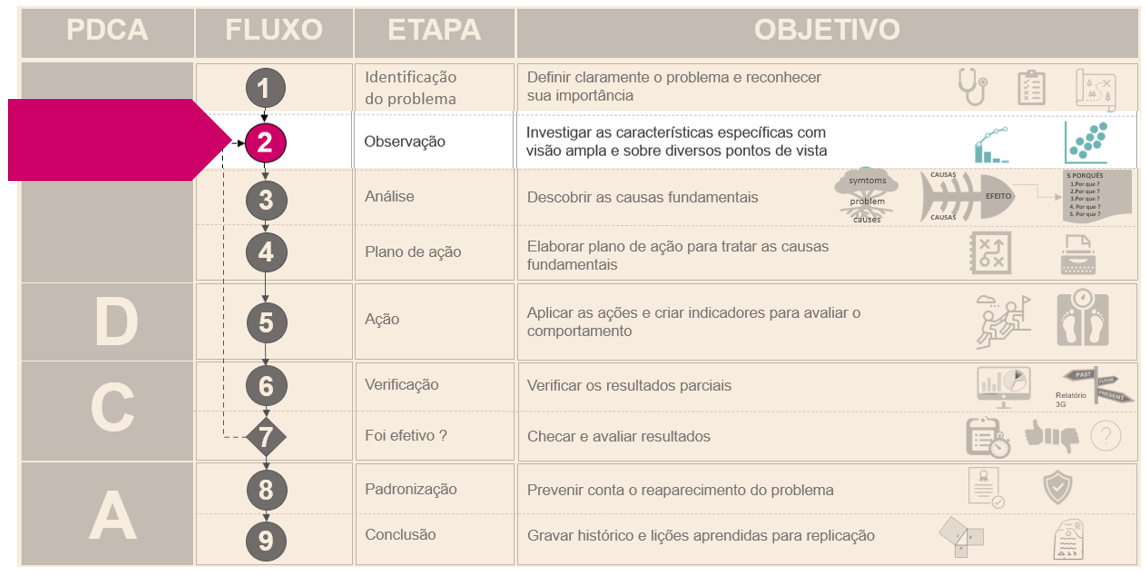 PDCA FLUXO ETAPA OBJETIVO
1 Identificação
do problema
Definir claramente o problema e reconhecer
sua importância
2 Observação
Investigar as características específicas com
visão ampla e sobre diversos pontos de vista
3 Análise
Descobrir as causas fundamentais
symtoms
problem
causes
CAUSAS
EFEITO
CAUSAS
5 PORQUÊS
1.Por que ?
2.Por que ?
3.Por que ?
4. Por que ?
5. Por que ?
4 Plano de ação
Elaborar plano de ação para tratar as causas
fundamentais
D
5 Ação
Aplicar as ações e criar indicadores para avaliar o
comportamento
C
6 Verificação
Verificar os resultados parciais
Relatório
3G
PAST
FUTURE
PRESENT
7 Foi efetivo ?
Checar e avaliar resultados
?
A
8 Padronização
Prevenir conta o reaparecimento do problema
9 Conclusão
Gravar histórico e lições aprendidas para replicação